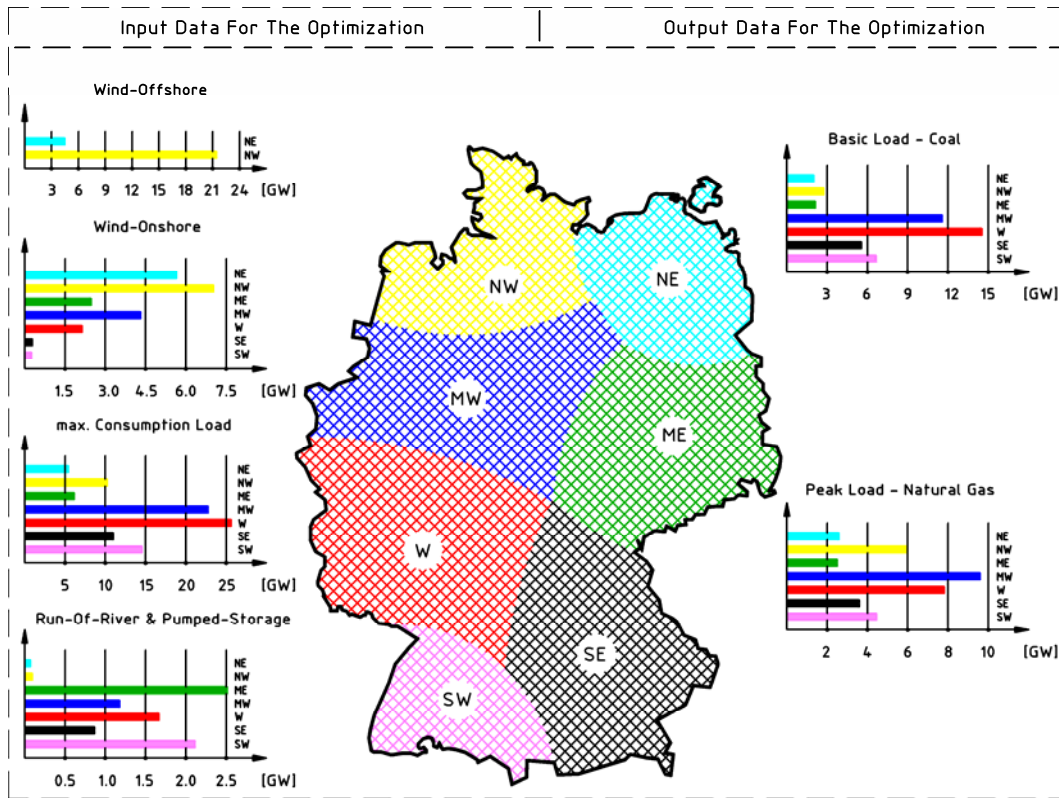 Input Data For The Optimization
Output Data For The Optimization
Wind-Offshore
NE
NW
3 6 9 12 15 18 21 24 [GW]
Wind-Onshore
NE
NW
ME
MW
W
SE
SW
1.5 3.0 4.5 6.0 7.5 [GW]
max. Consumption Load
NE
NW
ME
MW
W
SE
SW
5 10 15 20 25 [GW]
Run-Of-River & Pumped-Storage
NE
NW
ME
MW
W
SE
SW
0.5 1.0 1.5 2.0 2.5 [GW]
NW
NE
MW
ME
W
SE
SW
Basic Load - Coal
NE
NW
ME
MW
W
SE
SW
3 6 9 12 15 [GW]
Peak Load - Natural Gas
NE
NW
ME
MW
W
SE
SW
2 4 6 8 10 [GW]